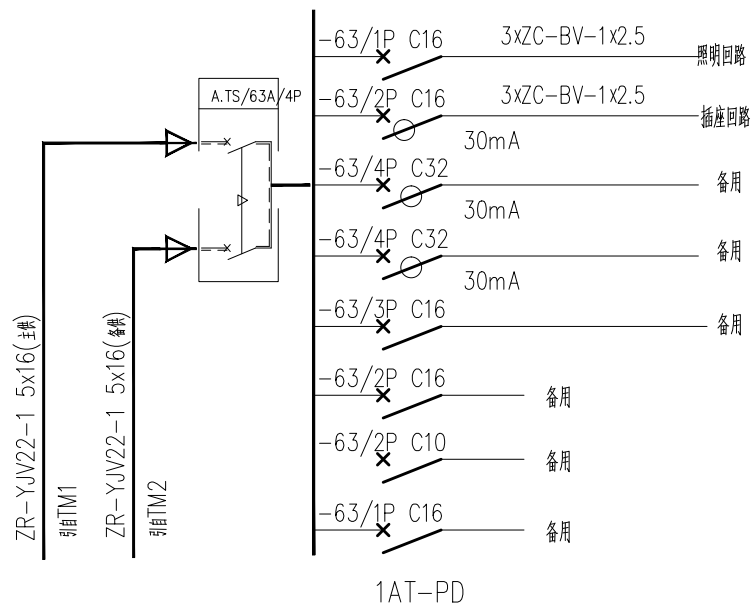 -63/1P C16 3xZC-BV-1x2.5 照明回路
A.TS/63A/4P
-63/2P C16 3xZC-BV-1x2.5 插座回路
30mA
-63/4P C32 备用
30mA
-63/4P C32 备用
30mA
-63/3P C16 备用
-63/2P C16 备用
-63/2P C10 备用
-63/1P C16 备用
ZR-YJV22-1 5x16(主供)
引自TM1
ZR-YJV22-1 5x16(备供)
引自TM2
1AT-PD